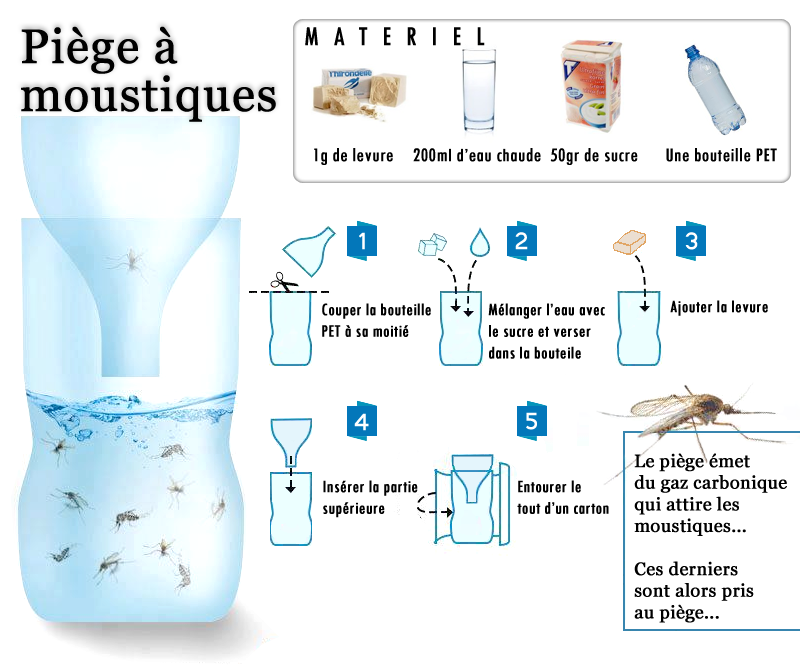 Piège à
moustiques
MATERIEL
l'hirondelle
1g de levure
200ml d'eau chaude
50gr de sucre
Une bouteille PET
1
Couper la bouteille
PET à sa moitié
2
Mélanger l'eau avec
le sucre et verser
dans la bouteile
3
Ajouter la levure
4
Insérer la partie
supérieure
5
Entourer le
tout d'un carton
Le piège émet
du gaz carbonique
qui attire les
moustiques...
Ces derniers
sont alors pris
au piège...